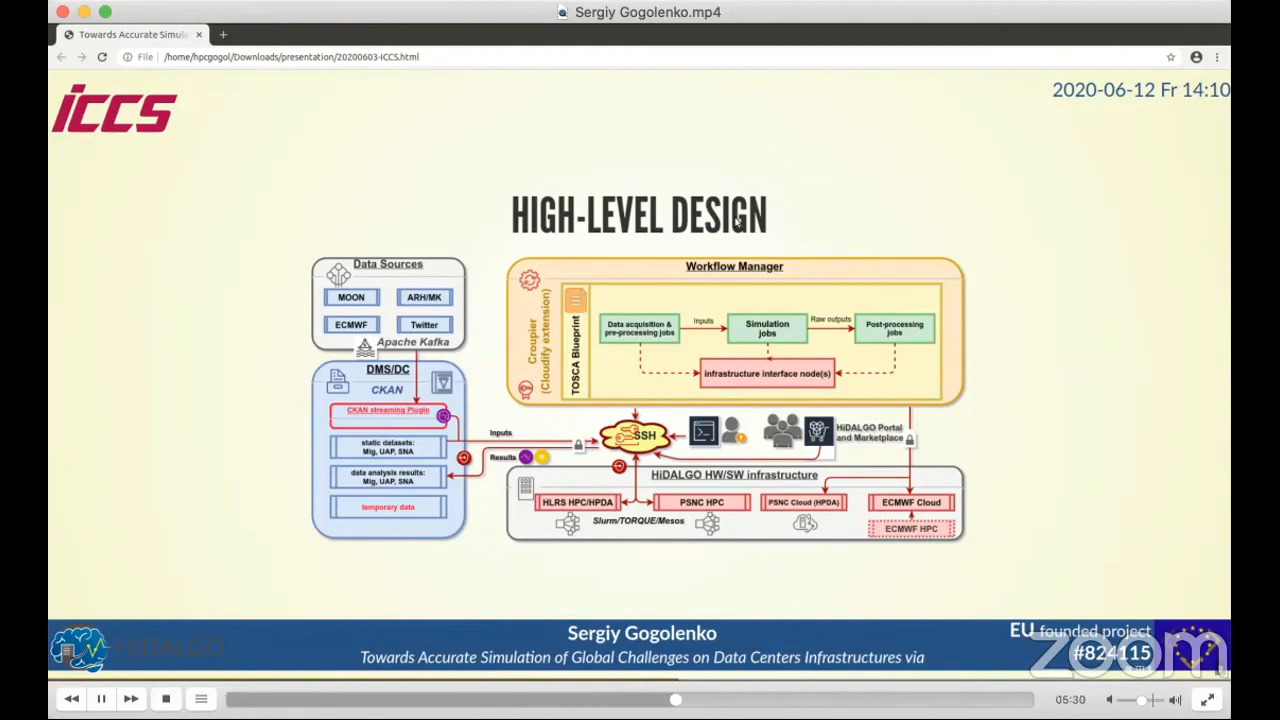 Sergiy Gogolenko.mp4
Towards Accurate Simula
File /home/hpcgogol/Downloads/presentation/20200603-ICCS.html
iccs
2020-06-12 Fr 14:10
HIGH-LEVEL DESIGN
Data Sources
MOON
ARH/MK
ECMWF
Twitter
Apache Kafka
DMS/DC
CKAN
CKAN streaming Plugin
static datasets:
Mig, UAP, SNA
data analysis results:
Mig, UAP, SNA
temporary data
Inputs
Results
Workflow Manager
Croupier
(Cloudify extension)
TOSCA Blueprint
Data acquisition &
pre-processing jobs
Inputs
Simulation
jobs
Raw outputs
Post-processing
jobs
infrastructure interface node(s)
SSH
HiDALGO Portal
and Marketplace
HiDALGO HW/SW infrastructure
HLRS HPC/HPDA
PSNC HPC
PSNC Cloud (HPDA)
ECMWF Cloud
Slurm/TORQUE/Mesos
ECMWF HPC
HiDALGO
Sergiy Gogolenko
Towards Accurate Simulation of Global Challenges on Data Centers Infrastructures via
EU founded project
#824115
zoom
05:30